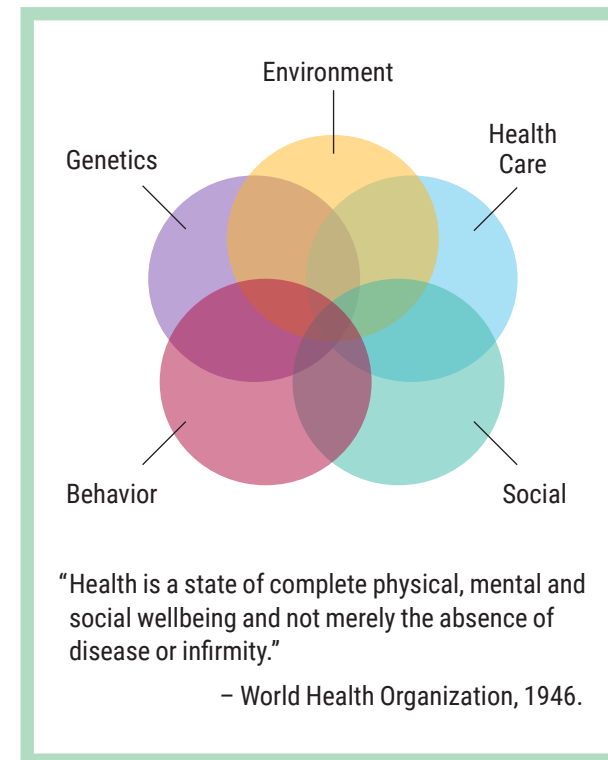 Environment
Health
Care
Genetics
Behavior
Social
“Health is a state of complete physical, mental and
social wellbeing and not merely the absence of
disease or infirmity.”
– World Health Organization, 1946.